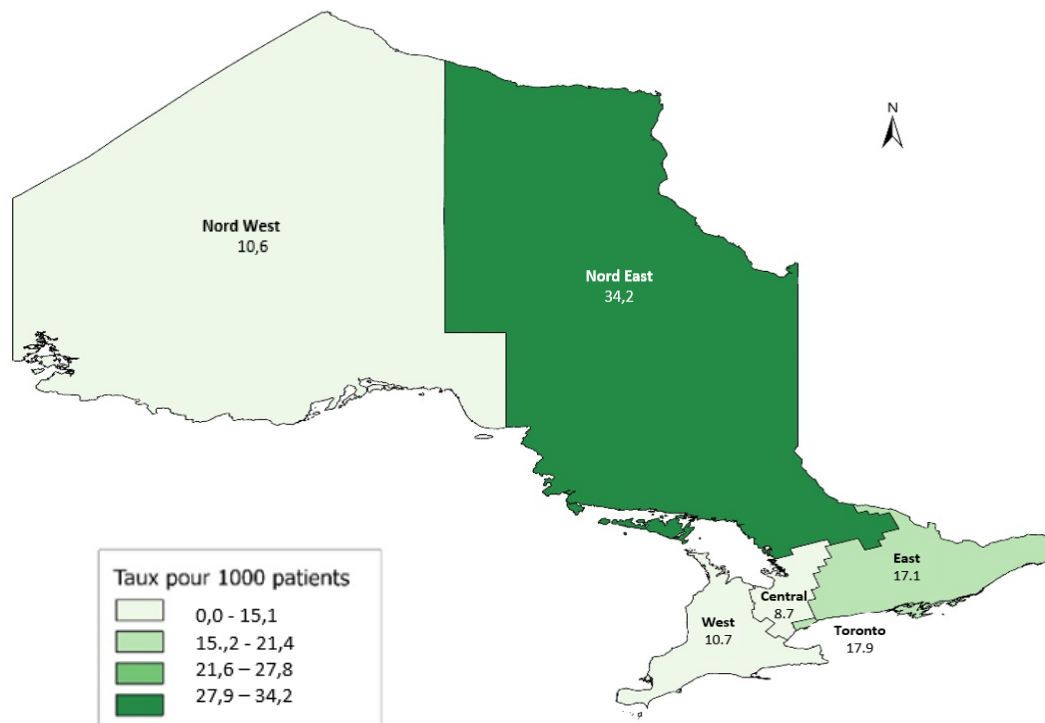 N
Nord West
10,6
Nord East
34,2
East
17.1
Central
8.7
West
10.7
Toronto
17.9
Taux pour 1000 patients
0,0 - 15,1
15.,2 - 21,4
21,6 – 27,8
27,9 – 34,2